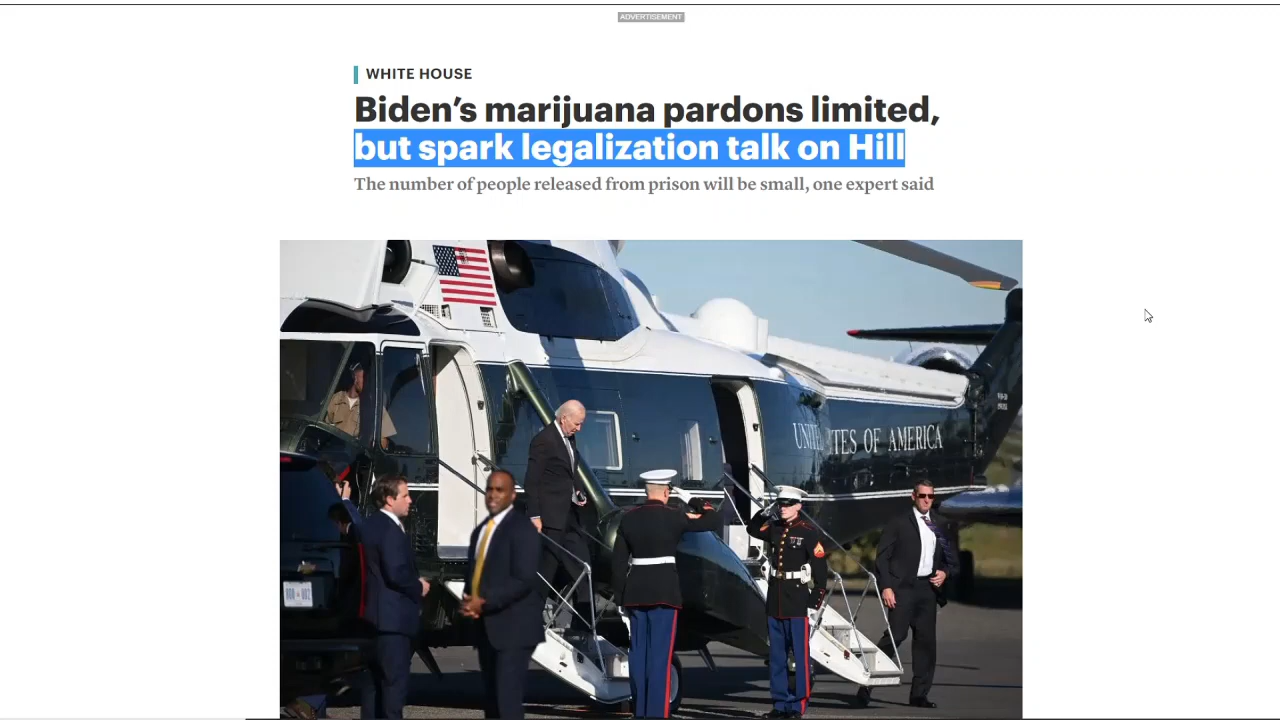 ADVERTISEMENT
WHITE HOUSE
Biden's marijuana pardons limited,
but spark legalization talk on Hill
The number of people released from prison will be small, one expert said
UNITED STATES OF AMERICA